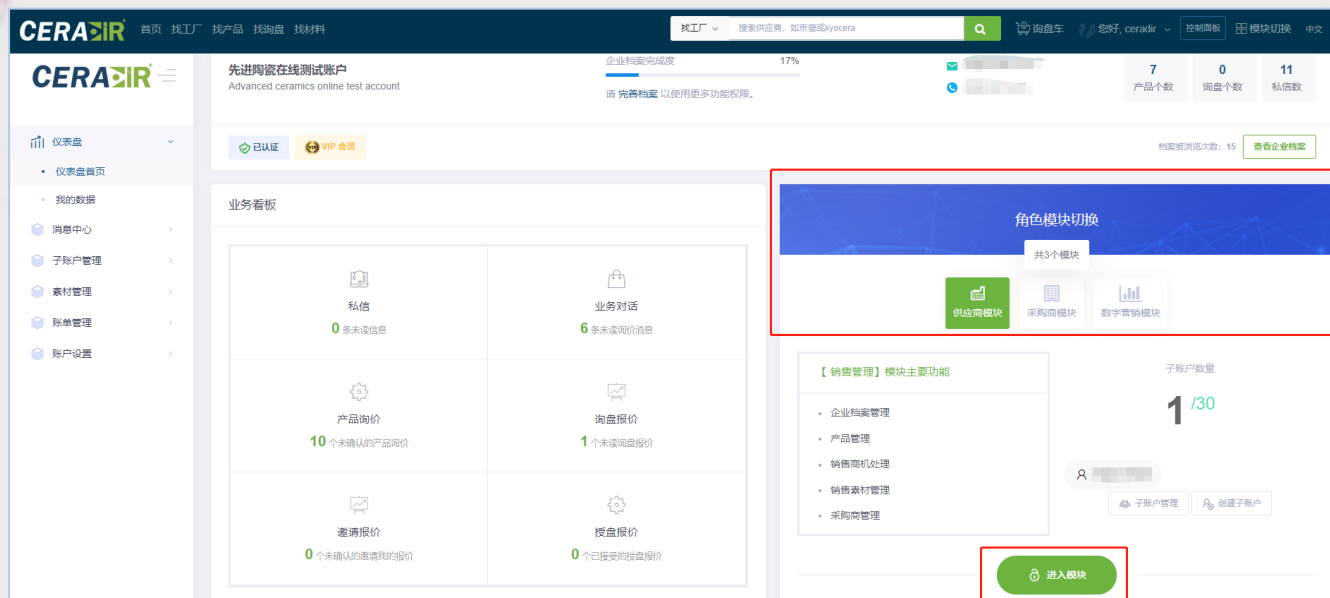 CERADIR 首页 找工厂 找产品 找询盘 找材料 找工厂 搜索供应商，如京瓷或kyocera 询盘车 您好, ceradir 控制面板 模块切换 中文
CERADIR
先进陶瓷在线测试账户
Advanced ceramics online test account
企业档案完成度 17%
请 完善档案 以使用更多功能权限。
7
产品个数
0
询盘个数
11
私信数
已认证 VIP 会员
档案被浏览次数：15 查看企业档案
仪表盘
仪表盘首页
我的数据
消息中心
子账户管理
素材管理
账单管理
账户设置
业务看板
私信
0 条未读信息
业务对话
6 条未读询价消息
产品询价
10 个未确认的产品询价
询盘报价
1 个未读询盘报价
邀请报价
0 个未确认的邀请我的报价
授盘报价
0 个已接受的授盘报价
角色模块切换
共3个模块
供应商模块
采购商模块
数字营销模块
【 销售管理】模块主要功能
企业档案管理
产品管理
销售商机处理
销售素材管理
采购商管理
子账户数量
1 /30
子账户管理 创建子账户
进入模块